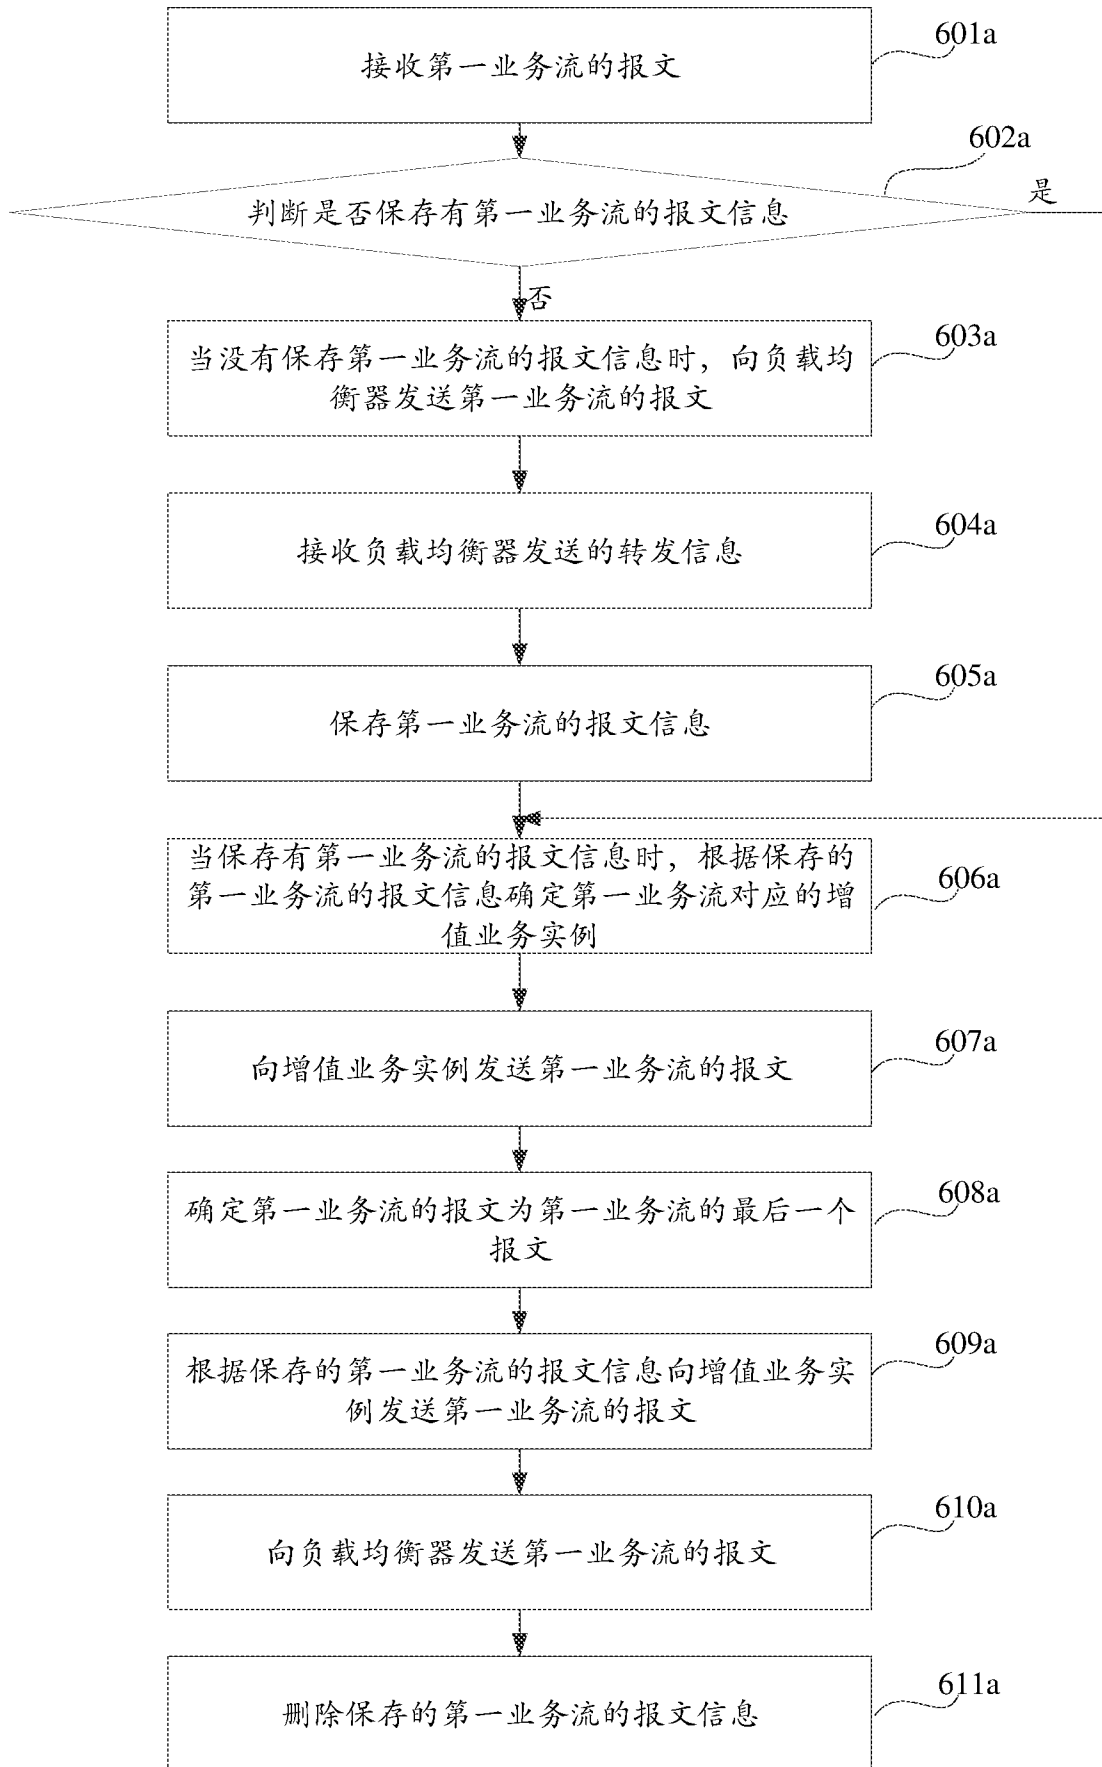 601a
接收第一业务流的报文
602a
是
判断是否保存有第一业务流的报文信息
否
603a
当没有保存第一业务流的报文信息时，向负载均
衡器发送第一业务流的报文
604a
接收负载均衡器发送的转发信息
605a
保存第一业务流的报文信息
606a
当保存有第一业务流的报文信息时，根据保存的
第一业务流的报文信息确定第一业务流对应的增
值业务实例
607a
向增值业务实例发送第一业务流的报文
608a
确定第一业务流的报文为第一业务流的最后一个
报文
609a
根据保存的第一业务流的报文信息向增值业务实
例发送第一业务流的报文
610a
向负载均衡器发送第一业务流的报文
611a
删除保存的第一业务流的报文信息